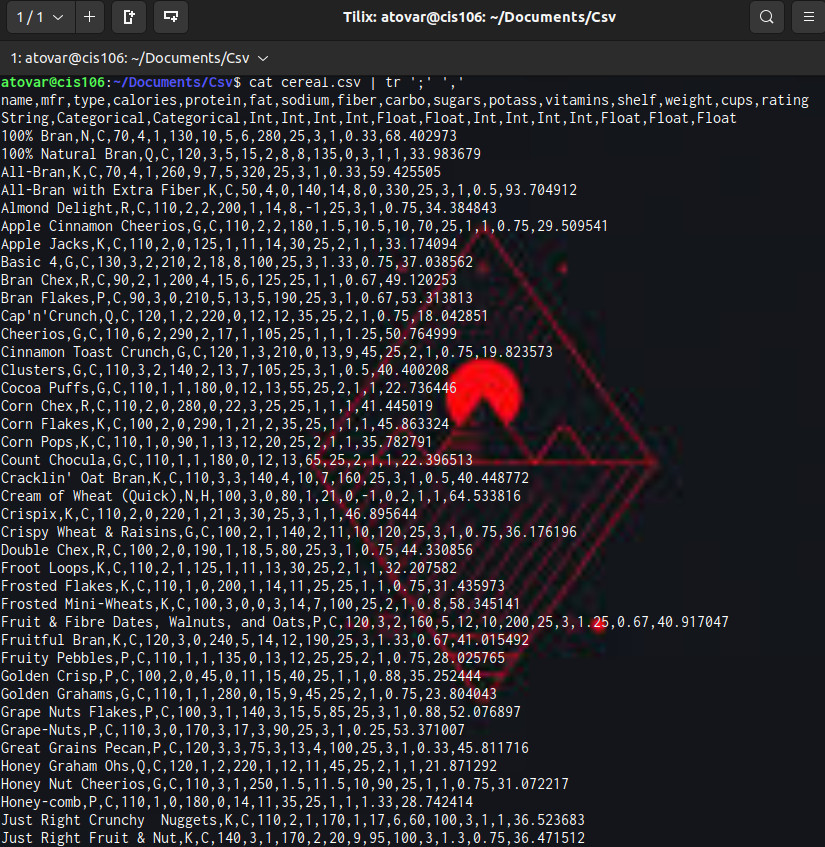 1 / 1
Tilix: atovar@cis106: ~/Documents/Csv
1: atovar@cis106: ~/Documents/Csv
atovar@cis106:~/Documents/Csv$ cat cereal.csv | tr ';' ','
name,mfr,type,calories,protein,fat,sodium,fiber,carbo,sugars,potass,vitamins,shelf,weight,cups,rating
String,Categorical,Categorical,Int,Int,Int,Int,Float,Float,Int,Int,Int,Int,Float,Float,Float
100% Bran,N,C,70,4,1,130,10,5,6,280,25,3,1,0.33,68.402973
100% Natural Bran,Q,C,120,3,5,15,2,8,8,135,0,3,1,1,33.983679
All-Bran,K,C,70,4,1,260,9,7,5,320,25,3,1,0.33,59.425505
All-Bran with Extra Fiber,K,C,50,4,0,140,14,8,0,330,25,3,1,0.5,93.704912
Almond Delight,R,C,110,2,2,200,1,14,8,-1,25,3,1,0.75,34.384843
Apple Cinnamon Cheerios,G,C,110,2,2,180,1.5,10.5,10,70,25,1,1,0.75,29.509541
Apple Jacks,K,C,110,2,0,125,1,11,14,30,25,2,1,1,33.174094
Basic 4,G,C,130,3,2,210,2,18,8,100,25,3,1.33,0.75,37.038562
Bran Chex,R,C,90,2,1,200,4,15,6,125,25,1,1,0.67,49.120253
Bran Flakes,P,C,90,3,0,210,5,13,5,190,25,3,1,0.67,53.313813
Cap'n'Crunch,Q,C,120,1,2,220,0,12,12,35,25,2,1,0.75,18.042851
Cheerios,G,C,110,6,2,290,2,17,1,105,25,1,1,1.25,50.764999
Cinnamon Toast Crunch,G,C,120,1,3,210,0,13,9,45,25,2,1,0.75,19.823573
Clusters,G,C,110,3,2,140,2,13,7,105,25,3,1,0.5,40.400208
Cocoa Puffs,G,C,110,1,1,180,0,12,13,55,25,2,1,1,22.736446
Corn Chex,R,C,110,2,0,280,0,22,3,25,25,1,1,1,41.445019
Corn Flakes,K,C,100,2,0,290,1,21,2,35,25,1,1,1,45.863324
Corn Pops,K,C,110,1,0,90,1,13,12,20,25,2,1,1,35.782791
Count Chocula,G,C,110,1,1,180,0,12,13,65,25,2,1,1,22.396513
Cracklin' Oat Bran,K,C,110,3,3,140,4,10,7,160,25,3,1,0.5,40.448772
Cream of Wheat (Quick),N,H,100,3,0,80,1,21,0,-1,0,2,1,1,64.533816
Crispix,K,C,110,2,0,220,1,21,3,30,25,3,1,1,46.895644
Crispy Wheat & Raisins,G,C,100,2,1,140,2,11,10,120,25,3,1,0.75,36.176196
Double Chex,R,C,100,2,0,190,1,18,5,80,25,3,1,0.75,44.330856
Froot Loops,K,C,110,2,1,125,1,11,13,30,25,2,1,1,32.207582
Frosted Flakes,K,C,110,1,0,200,1,14,11,25,25,1,1,0.75,31.435973
Frosted Mini-Wheats,K,C,100,3,0,0,3,14,7,100,25,2,1,0.8,58.345141
Fruit & Fibre Dates, Walnuts, and Oats,P,C,120,3,2,160,5,12,10,200,25,3,1.25,0.67,40.917047
Fruitful Bran,K,C,120,3,0,240,5,14,12,190,25,3,1.33,0.67,41.015492
Fruity Pebbles,P,C,110,1,1,135,0,13,12,25,25,2,1,0.75,28.025765
Golden Crisp,P,C,100,2,0,45,0,11,15,40,25,1,1,0.88,35.252444
Golden Grahams,G,C,110,1,1,280,0,15,9,45,25,2,1,0.75,23.804043
Grape Nuts Flakes,P,C,100,3,1,140,3,15,5,85,25,3,1,0.88,52.076897
Grape-Nuts,P,C,110,3,0,170,3,17,3,90,25,3,1,0.25,53.371007
Great Grains Pecan,P,C,120,3,3,75,3,13,4,100,25,3,1,0.33,45.811716
Honey Graham Ohs,Q,C,120,1,2,220,1,12,11,45,25,2,1,1,21.871292
Honey Nut Cheerios,G,C,110,3,1,250,1.5,11.5,10,90,25,1,1,0.75,31.072217
Honey-comb,P,C,110,1,0,180,0,14,11,35,25,1,1,1.33,28.742414
Just Right Crunchy  Nuggets,K,C,110,2,1,170,1,17,6,60,100,3,1,1,36.523683
Just Right Fruit & Nut,K,C,140,3,1,170,2,20,9,95,100,3,1.3,0.75,36.471512